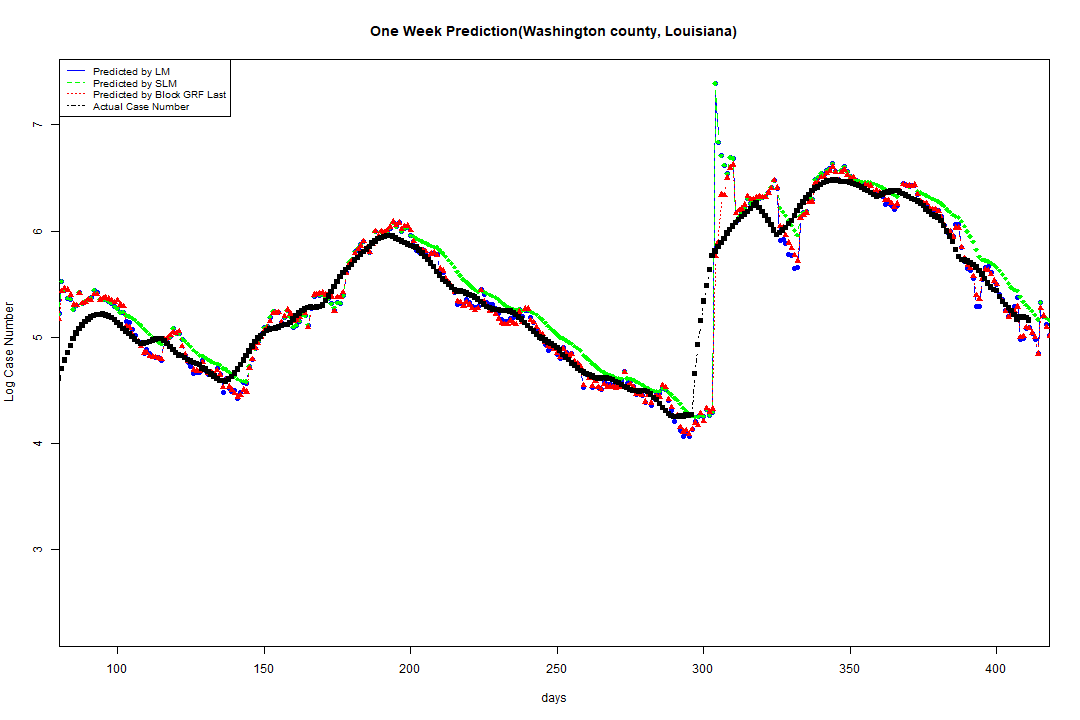 One Week Prediction(Washington county, Louisiana)
Predicted by LM
Predicted by SLM
Predicted by Block GRF Last
Actual Case Number
7
6
5
4
3
Log Case Number
100 150 200 250 300 350 400
days